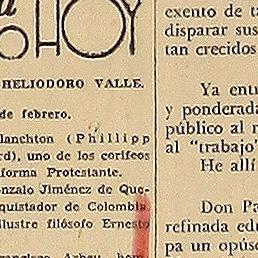 HOY
HELIODORO VALLE.
de febrero.
lanchton (Phillipp
rd), uno de los corifeos
forma Protestante.
onzalo Jiménez de Que-
quistador de Colombia
ilustre filósofo Ernesto
exento de ta
disparar sus
tan crecidos
Ya entu
y ponderada
público al n
al "trabajo"
He allí
Don Pa
refinada edu
pa un opúsc